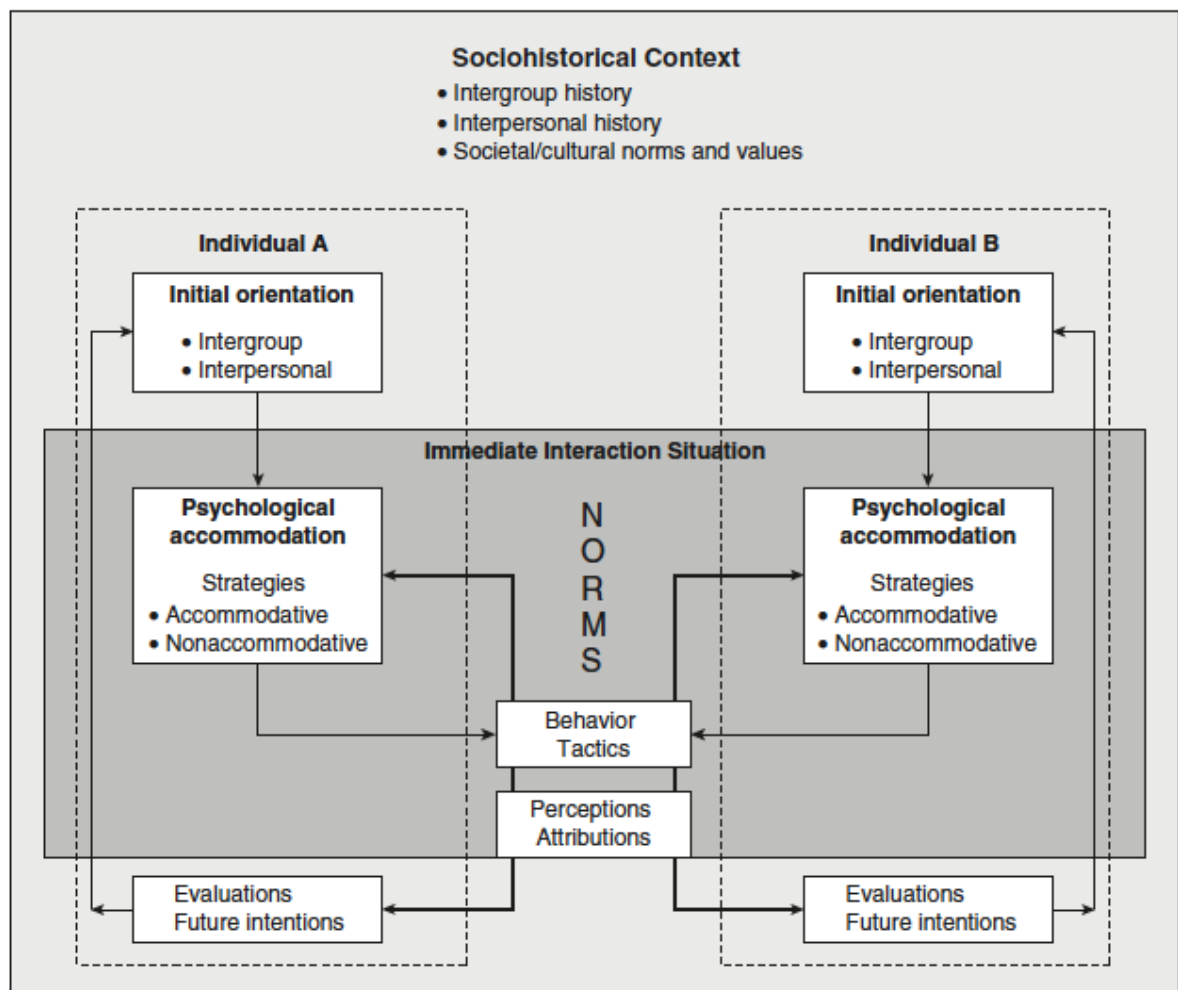 Sociohistorical Context
• Intergroup history
• Interpersonal history
• Societal/cultural norms and values
Individual A
Initial orientation
• Intergroup
• Interpersonal
Individual B
Initial orientation
• Intergroup
• Interpersonal
Immediate Interaction Situation
Psychological
accommodation
Strategies
• Accommodative
• Nonaccommodative
N
O
R
M
S
Psychological
accommodation
Strategies
• Accommodative
• Nonaccommodative
Behavior
Tactics
Perceptions
Attributions
Evaluations
Future intentions
Evaluations
Future intentions